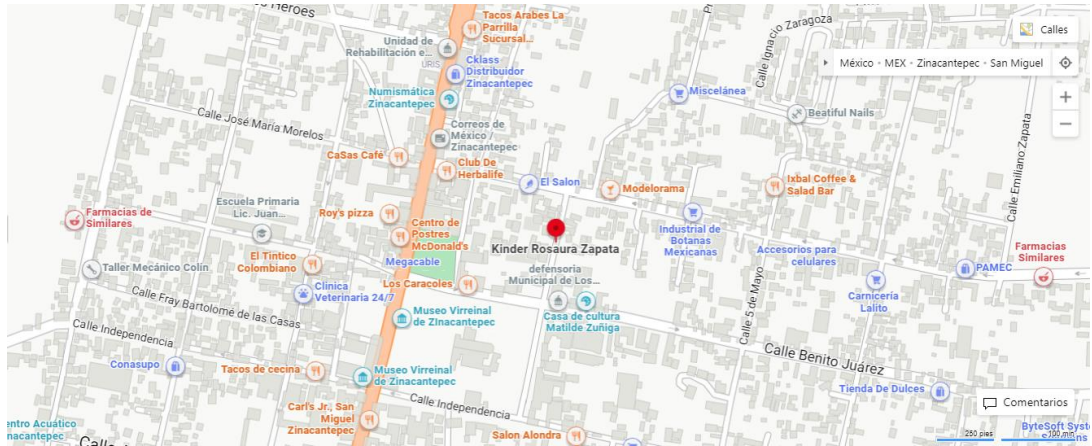 os Héroes
Tacos Arabes La
Parrilla
Sucursal...
Unidad de
Rehabilitación e...
URIS
Cklass
Distribuidor
Zinacantepec
Numismática
Zinacantepec
Correos de
México /
Zinacantepec
Calle José María Morelos
CaSas Café
Club De
Herbalife
El Salon
Modelorama
Miscelánea
Calle Ignacio Zaragoza
Calles
México
MEX
Zinacantepec
San Miguel
Beatiful Nails
Calle Emiliano Zapata
Ixbal Coffee &
Salad Bar
Escuela Primaria
Lic. Juan...
Farmacias de
Similares
Roy's pizza
Centro de
Postres
McDonald's
Megacable
Kinder Rosaura Zapata
Industrial de
Botanas
Mexicanas
Accesorios para
celulares
Farmacias
Similares
PAMEC
El Tintico
Colombiano
Taller Mecánico Colín
Los Caracoles
defensoria
Municipal de Los...
Clinica
Veterinaria 24/7
Calle Fray Bartolomé de las Casas
Museo Virreinal
de ZInacantepec
Casa de cultura
Matilde Zuñiga
Calle 5 de Mayo
Carnicería
Lalito
Calle Independencia
Calle Benito Juárez
Conasupo
Tacos de cecina
Museo Virreinal
de Zinacantepec
Calle Independencia
Tienda De Dulces
Comentarios
Carl's Jr., San
Miguel
Zinacantepec
entro Acuático
inacantepec
Salon Alondra
250 pies
100 m
ByteSoft Syst